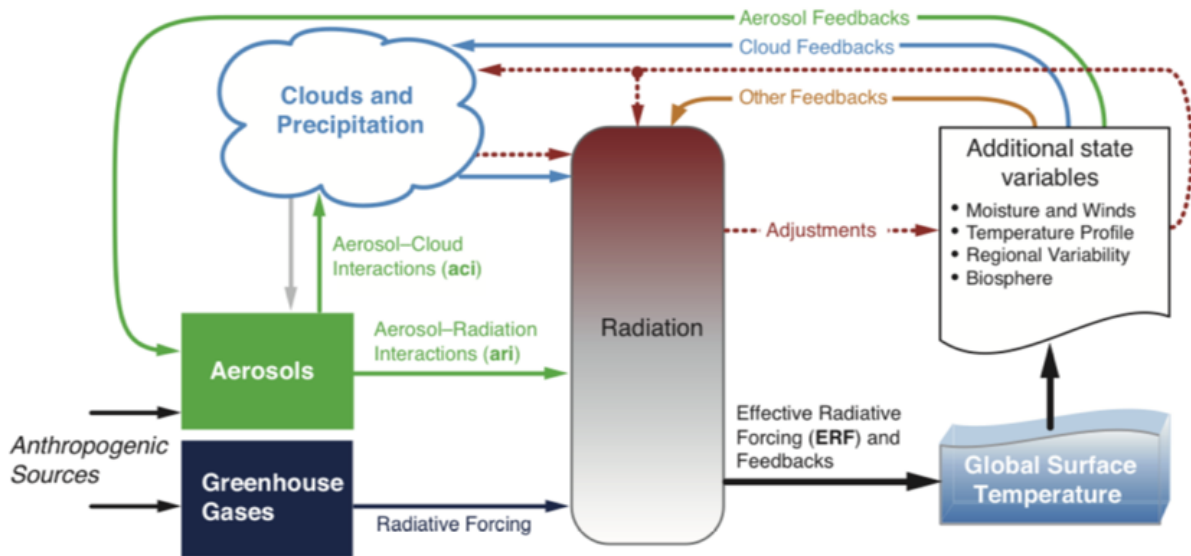 Aerosol Feedbacks
Cloud Feedbacks
Other Feedbacks
Clouds and
Precipitation
Additional state
variables
• Moisture and Winds
• Temperature Profile
• Regional Variability
• Biosphere
Adjustments
Aerosol–Cloud
Interactions (aci)
Aerosol–Radiation
Interactions (ari)
Radiation
Aerosols
Anthropogenic
Sources
Greenhouse
Gases
Radiative Forcing
Effective Radiative
Forcing (ERF) and
Feedbacks
Global Surface
Temperature